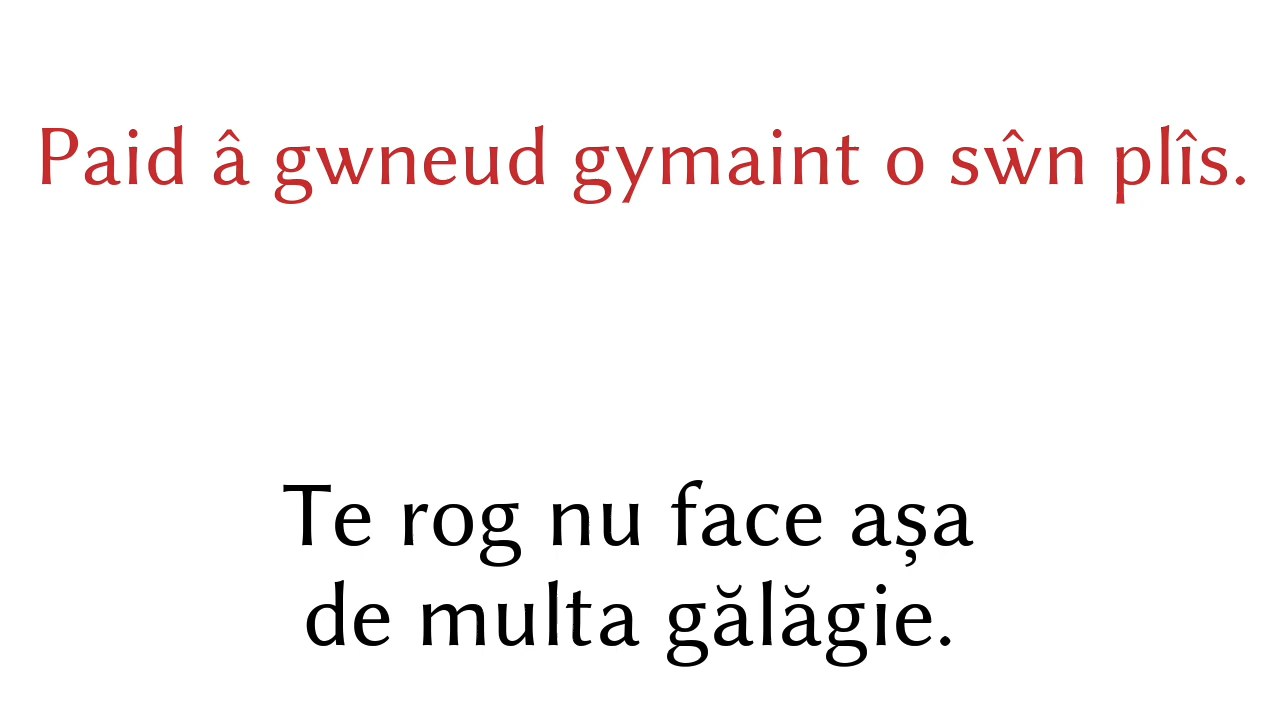 Paid â gwneud gymaint o sŵn plîs.
Te rog nu face așa
de multa gălăgie.